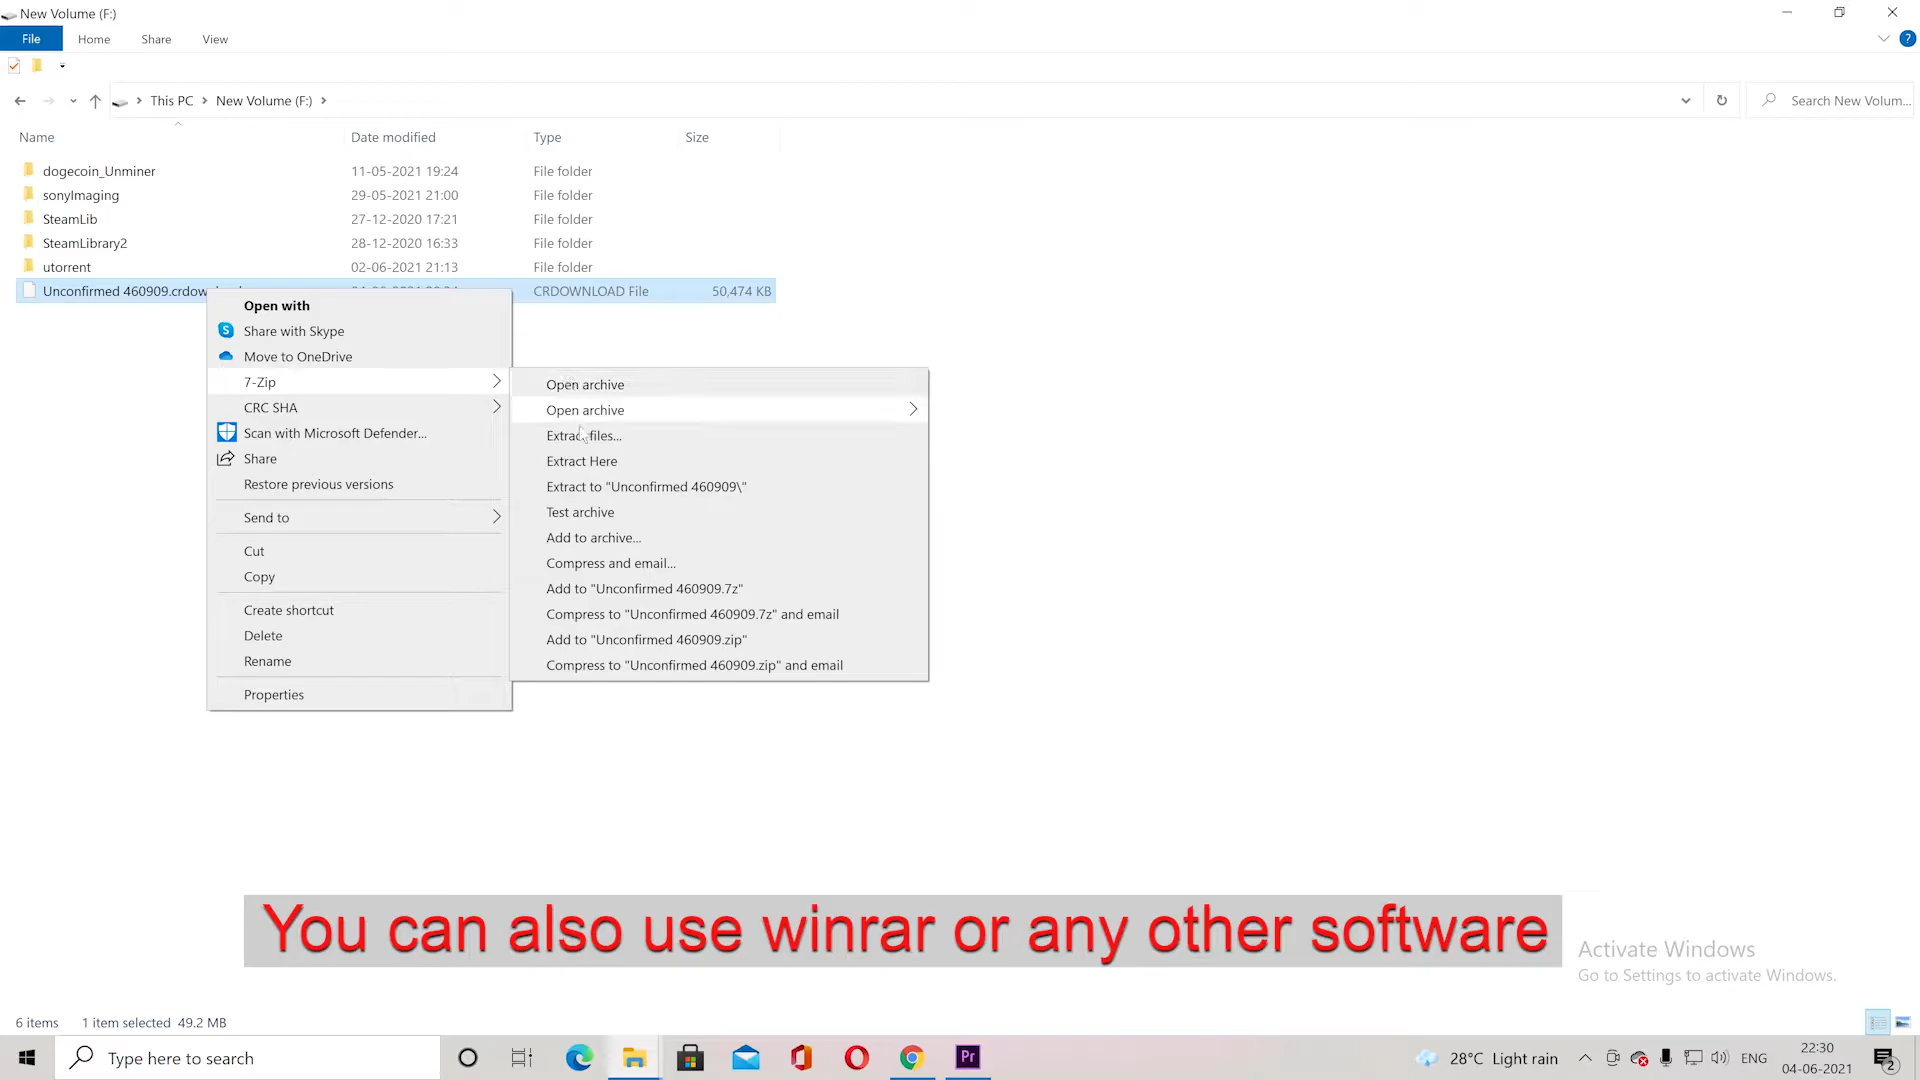 New Volume (F:)
File Home Share View
This PC New Volume (F:) Search New Volum...
Name Date modified Type Size
dogecoin_Unminer 11-05-2021 19:24 File folder
sonyImaging 29-05-2021 21:00 File folder
SteamLib 27-12-2020 17:21 File folder
SteamLibrary2 28-12-2020 16:33 File folder
utorrent 02-06-2021 21:13 File folder
Unconfirmed 460909.crdow CRDOWNLOAD File 50,474 KB
Open with
Share with Skype
Move to OneDrive
7-Zip
CRC SHA
Scan with Microsoft Defender...
Share
Restore previous versions
Send to
Cut
Copy
Create shortcut
Delete
Rename
Properties
Open archive
Open archive
Extract files...
Extract Here
Extract to "Unconfirmed 460909\"
Test archive
Add to archive...
Compress and email...
Add to "Unconfirmed 460909.7z"
Compress to "Unconfirmed 460909.7z" and email
Add to "Unconfirmed 460909.zip"
Compress to "Unconfirmed 460909.zip" and email
You can also use winrar or any other software
Activate Windows
Go to Settings to activate Windows.
6 items 1 item selected 49.2 MB
Type here to search
Pr
28°C Light rain
ENG
22:30
04-06-2021
2